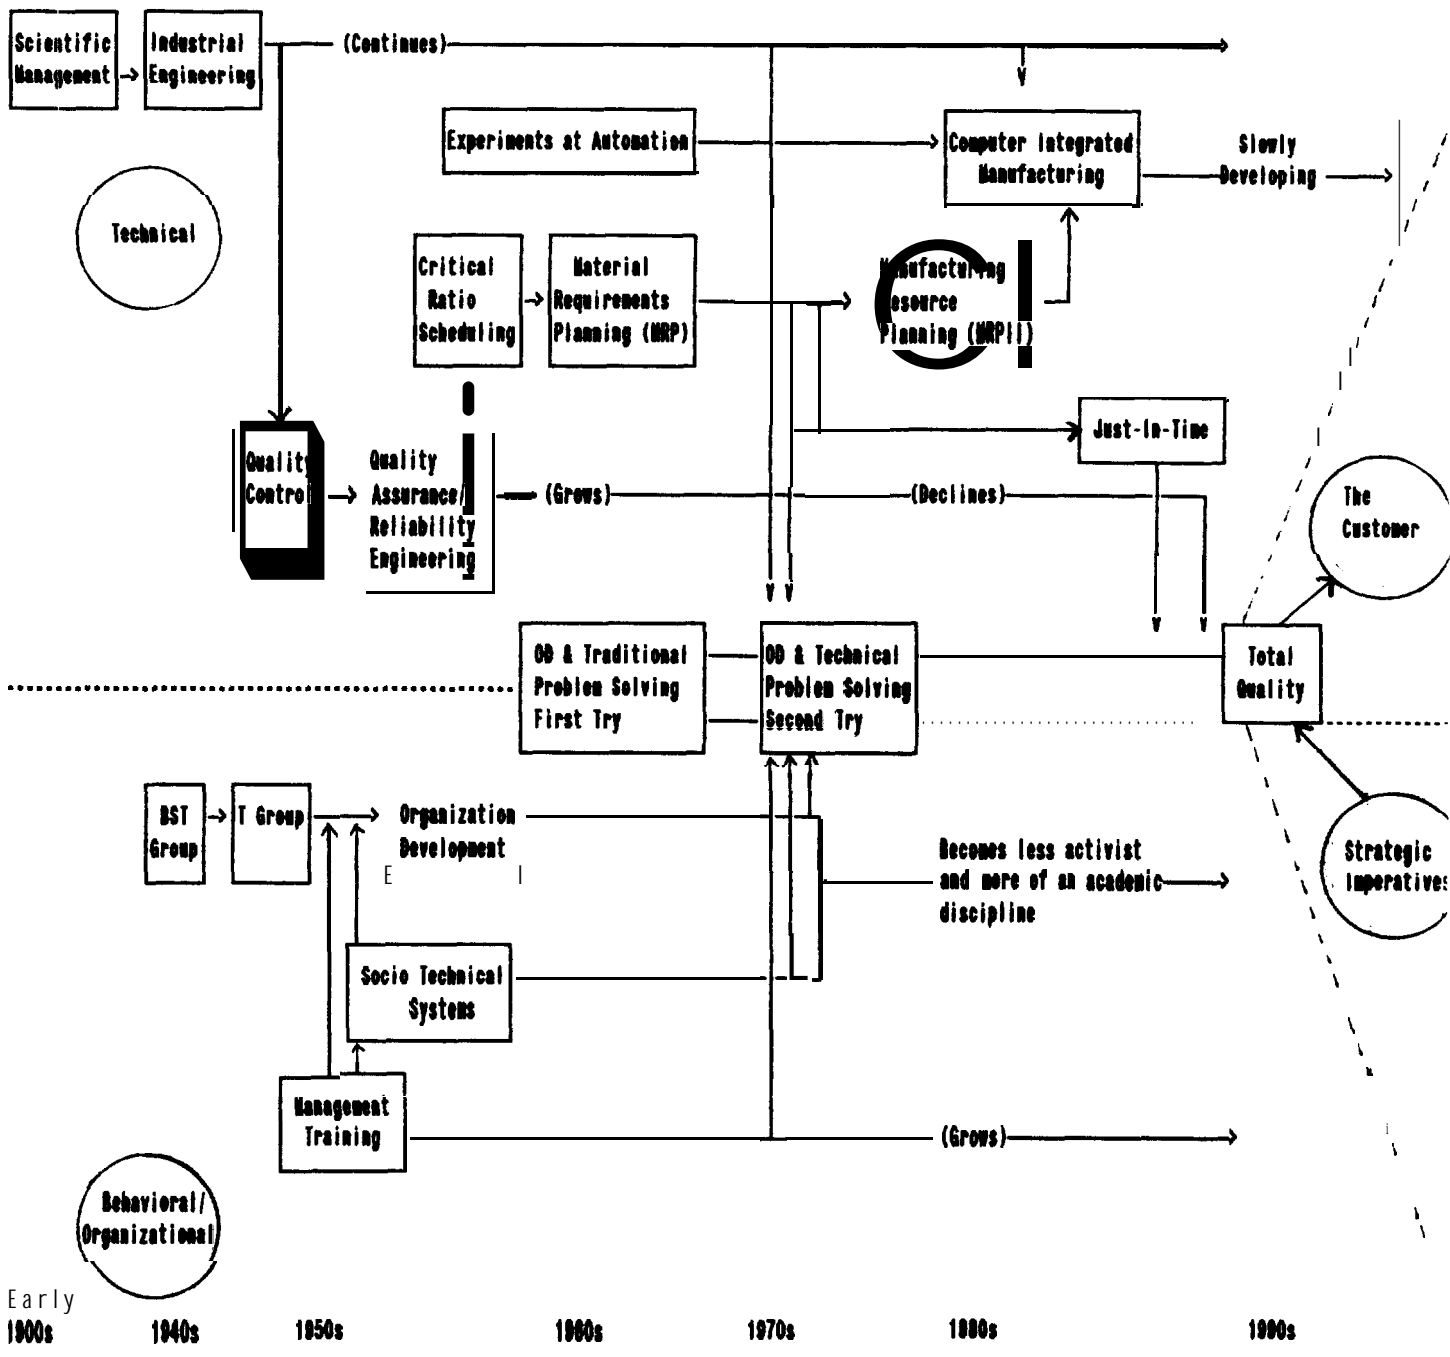 Scientific
Management
Industrial
Engineering
(Continues)
Experiments at Automation
Computer Integrated
Manufacturing
Slowly
Developing
Technical
Critical
Ratio
Scheduling
Material
Requirements
Planning (MRP)
Manufacturing
Resource
Planning (MRPII)
Just-In-Time
Quality
Control
Quality
Assurance/
Reliability
Engineering
(Grows)
(Declines)
The
Customer
OD & Traditional
Problem Solving
First Try
OD & Technical
Problem Solving
Second Try
Total
Quality
BST
Group
T Group
Organization
Development
E I
Becomes less activist
and more of an academic
discipline
Strategic
Imperatives
Socio Technical
Systems
Management
Training
(Grows)
Behavioral/
Organizational
Early
1900s 1940s 1950s 1960s 1970s 1980s 1990s